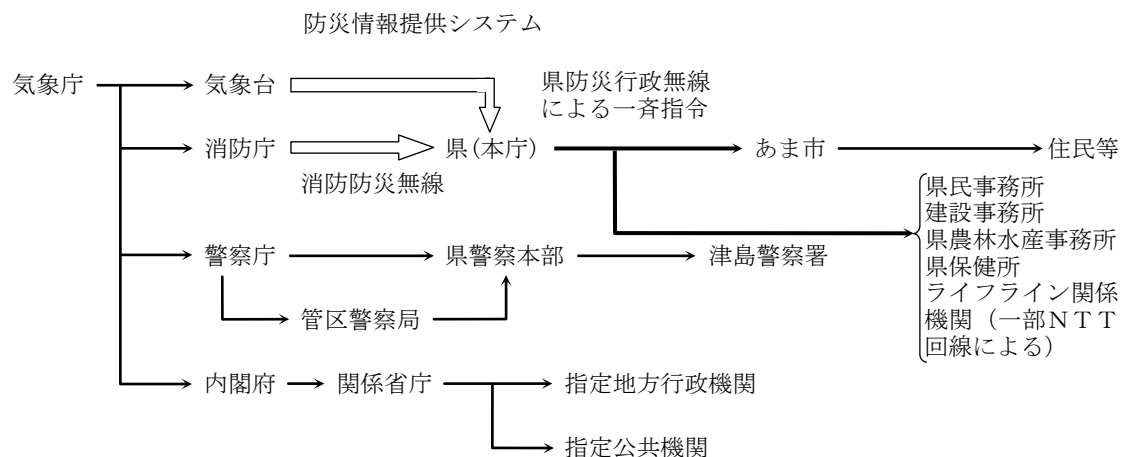 防災情報提供システム
気象庁
気象台
県防災行政無線
による一斉指令
消防庁
県(本庁)
あま市
住民等
消防防災無線
県民事務所
建設事務所
県農林水産事務所
県保健所
ライフライン関係
機関（一部ＮＴＴ
回線による）
警察庁
県警察本部
津島警察署
管区警察局
内閣府
関係省庁
指定地方行政機関
指定公共機関